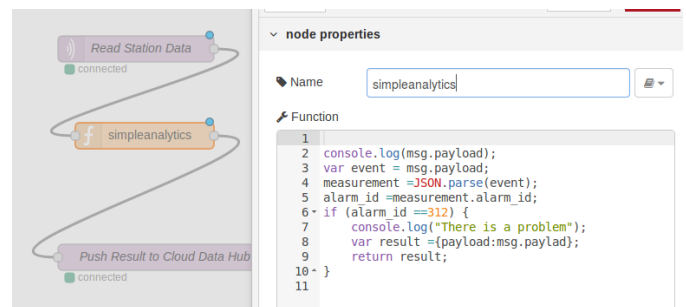 Read Station Data
connected
f simpleanalytics
Push Result to Cloud Data Hub
connected
node properties
Name
simpleanalytics
Function
1
2 console.log(msg.payload);
3 var event = msg.payload;
4 measurement =JSON.parse(event);
5 alarm_id =measurement.alarm_id;
6 if (alarm_id ==312) {
7 console.log("There is a problem");
8 var result ={payload:msg.paylad};
9 return result;
10 }
11